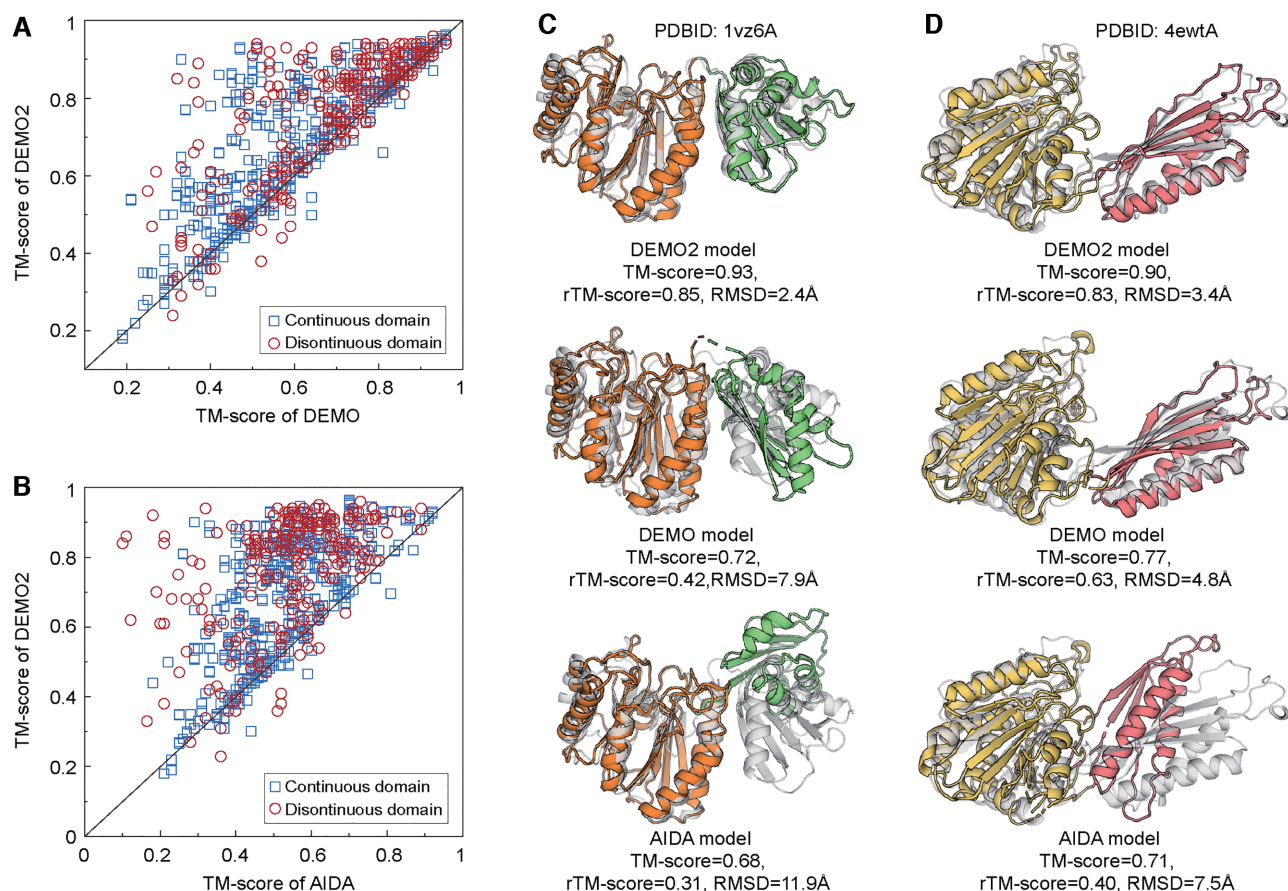 A
TM-score of DEMO2
1
0.8
0.6
0.4
0.2
0.2
0.4
0.6
0.8
1
TM-score of DEMO
Continuous domain
Disontinuous domain
B
TM-score of DEMO2
1
0.8
0.6
0.4
0.2
0
0
0.2
0.4
0.6
0.8
1
TM-score of AIDA
Continuous domain
Disontinuous domain
C
PDBID: 1vz6A
DEMO2 model
TM-score=0.93,
rTM-score=0.85, RMSD=2.4Å
DEMO model
TM-score=0.72,
rTM-score=0.42,RMSD=7.9Å
AIDA model
TM-score=0.68,
rTM-score=0.31, RMSD=11.9Å
D
PDBID: 4ewtA
DEMO2 model
TM-score=0.90,
rTM-score=0.83, RMSD=3.4Å
DEMO model
TM-score=0.77,
rTM-score=0.63, RMSD=4.8Å
AIDA model
TM-score=0.71,
rTM-score=0.40, RMSD=7.5Å